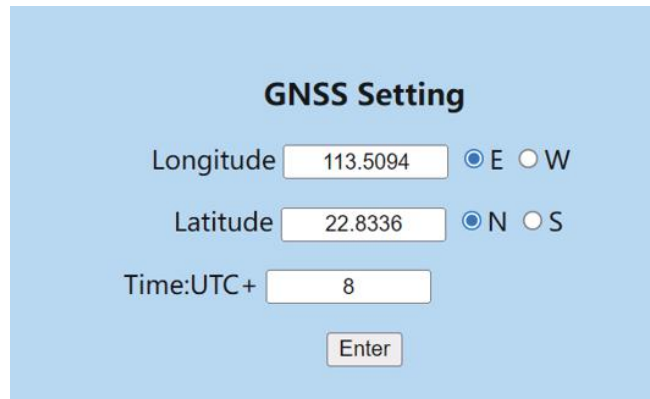 GNSS Setting
Longitude 113.5094 E W
Latitude 22.8336 N S
Time:UTC+ 8
Enter